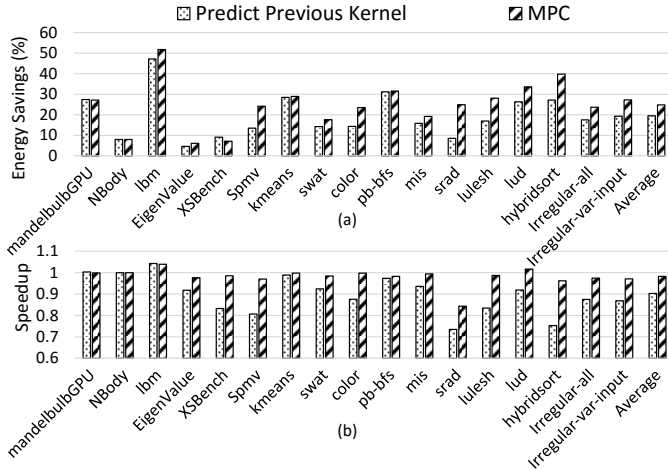 Predict Previous Kernel MPC
Energy Savings (%)
60
50
40
30
20
10
0
mandelbulbGPU
NBody
lbm
EigenValue
XSBench
Spmv
kmeans
swat
color
pb-bfs
mis
srad
lulesh
lud
hybridsort
Irregular-all
Irregular-var-input
Average
(a)
Speedup
1.1
1
0.9
0.8
0.7
0.6
mandelbulbGPU
NBody
lbm
EigenValue
XSBench
Spmv
kmeans
swat
color
pb-bfs
mis
srad
lulesh
lud
hybridsort
Irregular-all
Irregular-var-input
Average
(b)